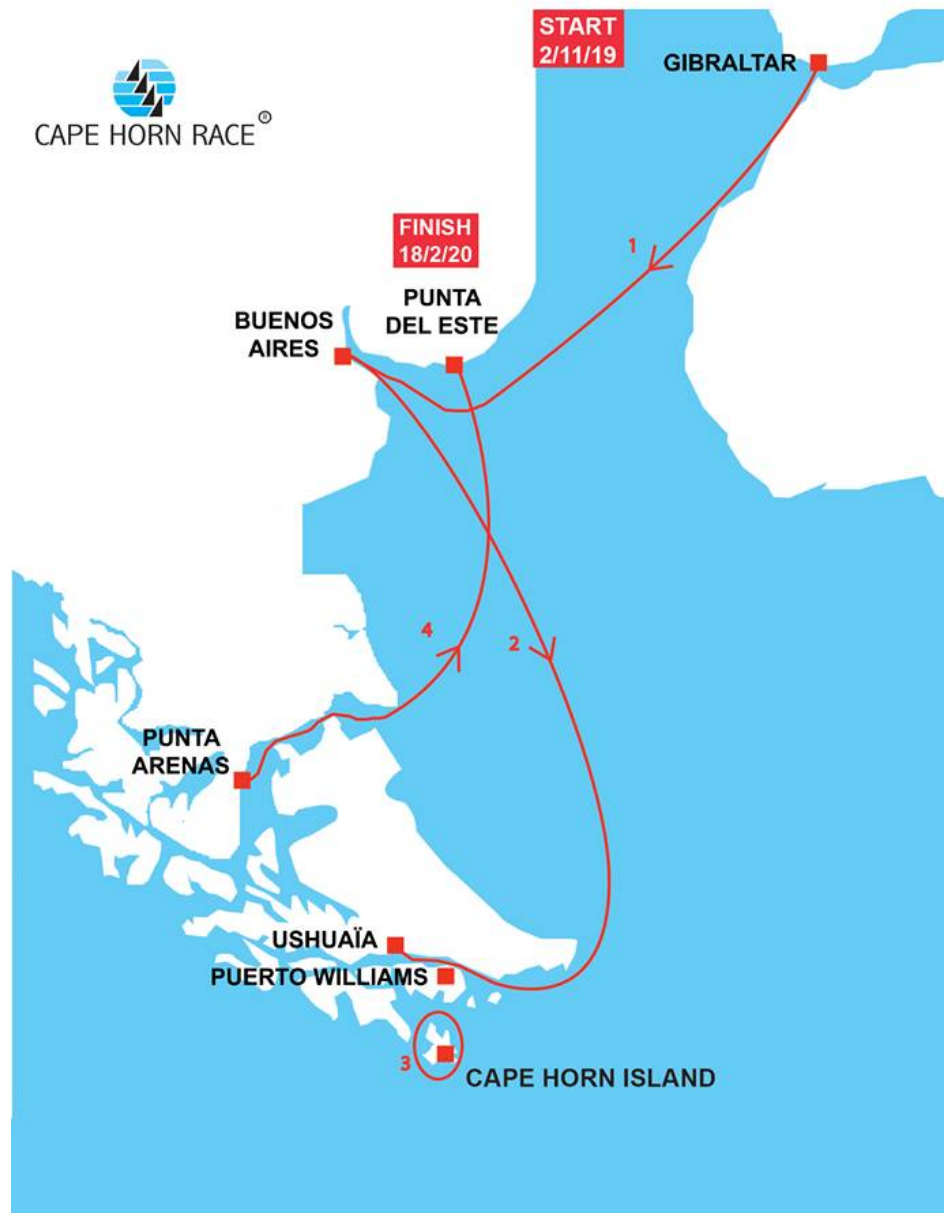 START
2/11/19
GIBRALTAR
CAPE HORN RACE ®
1
FINISH
18/2/20
PUNTA
DEL ESTE
BUENOS
AIRES
4
2
PUNTA
ARENAS
USHUAÏA
PUERTO WILLIAMS
3
CAPE HORN ISLAND